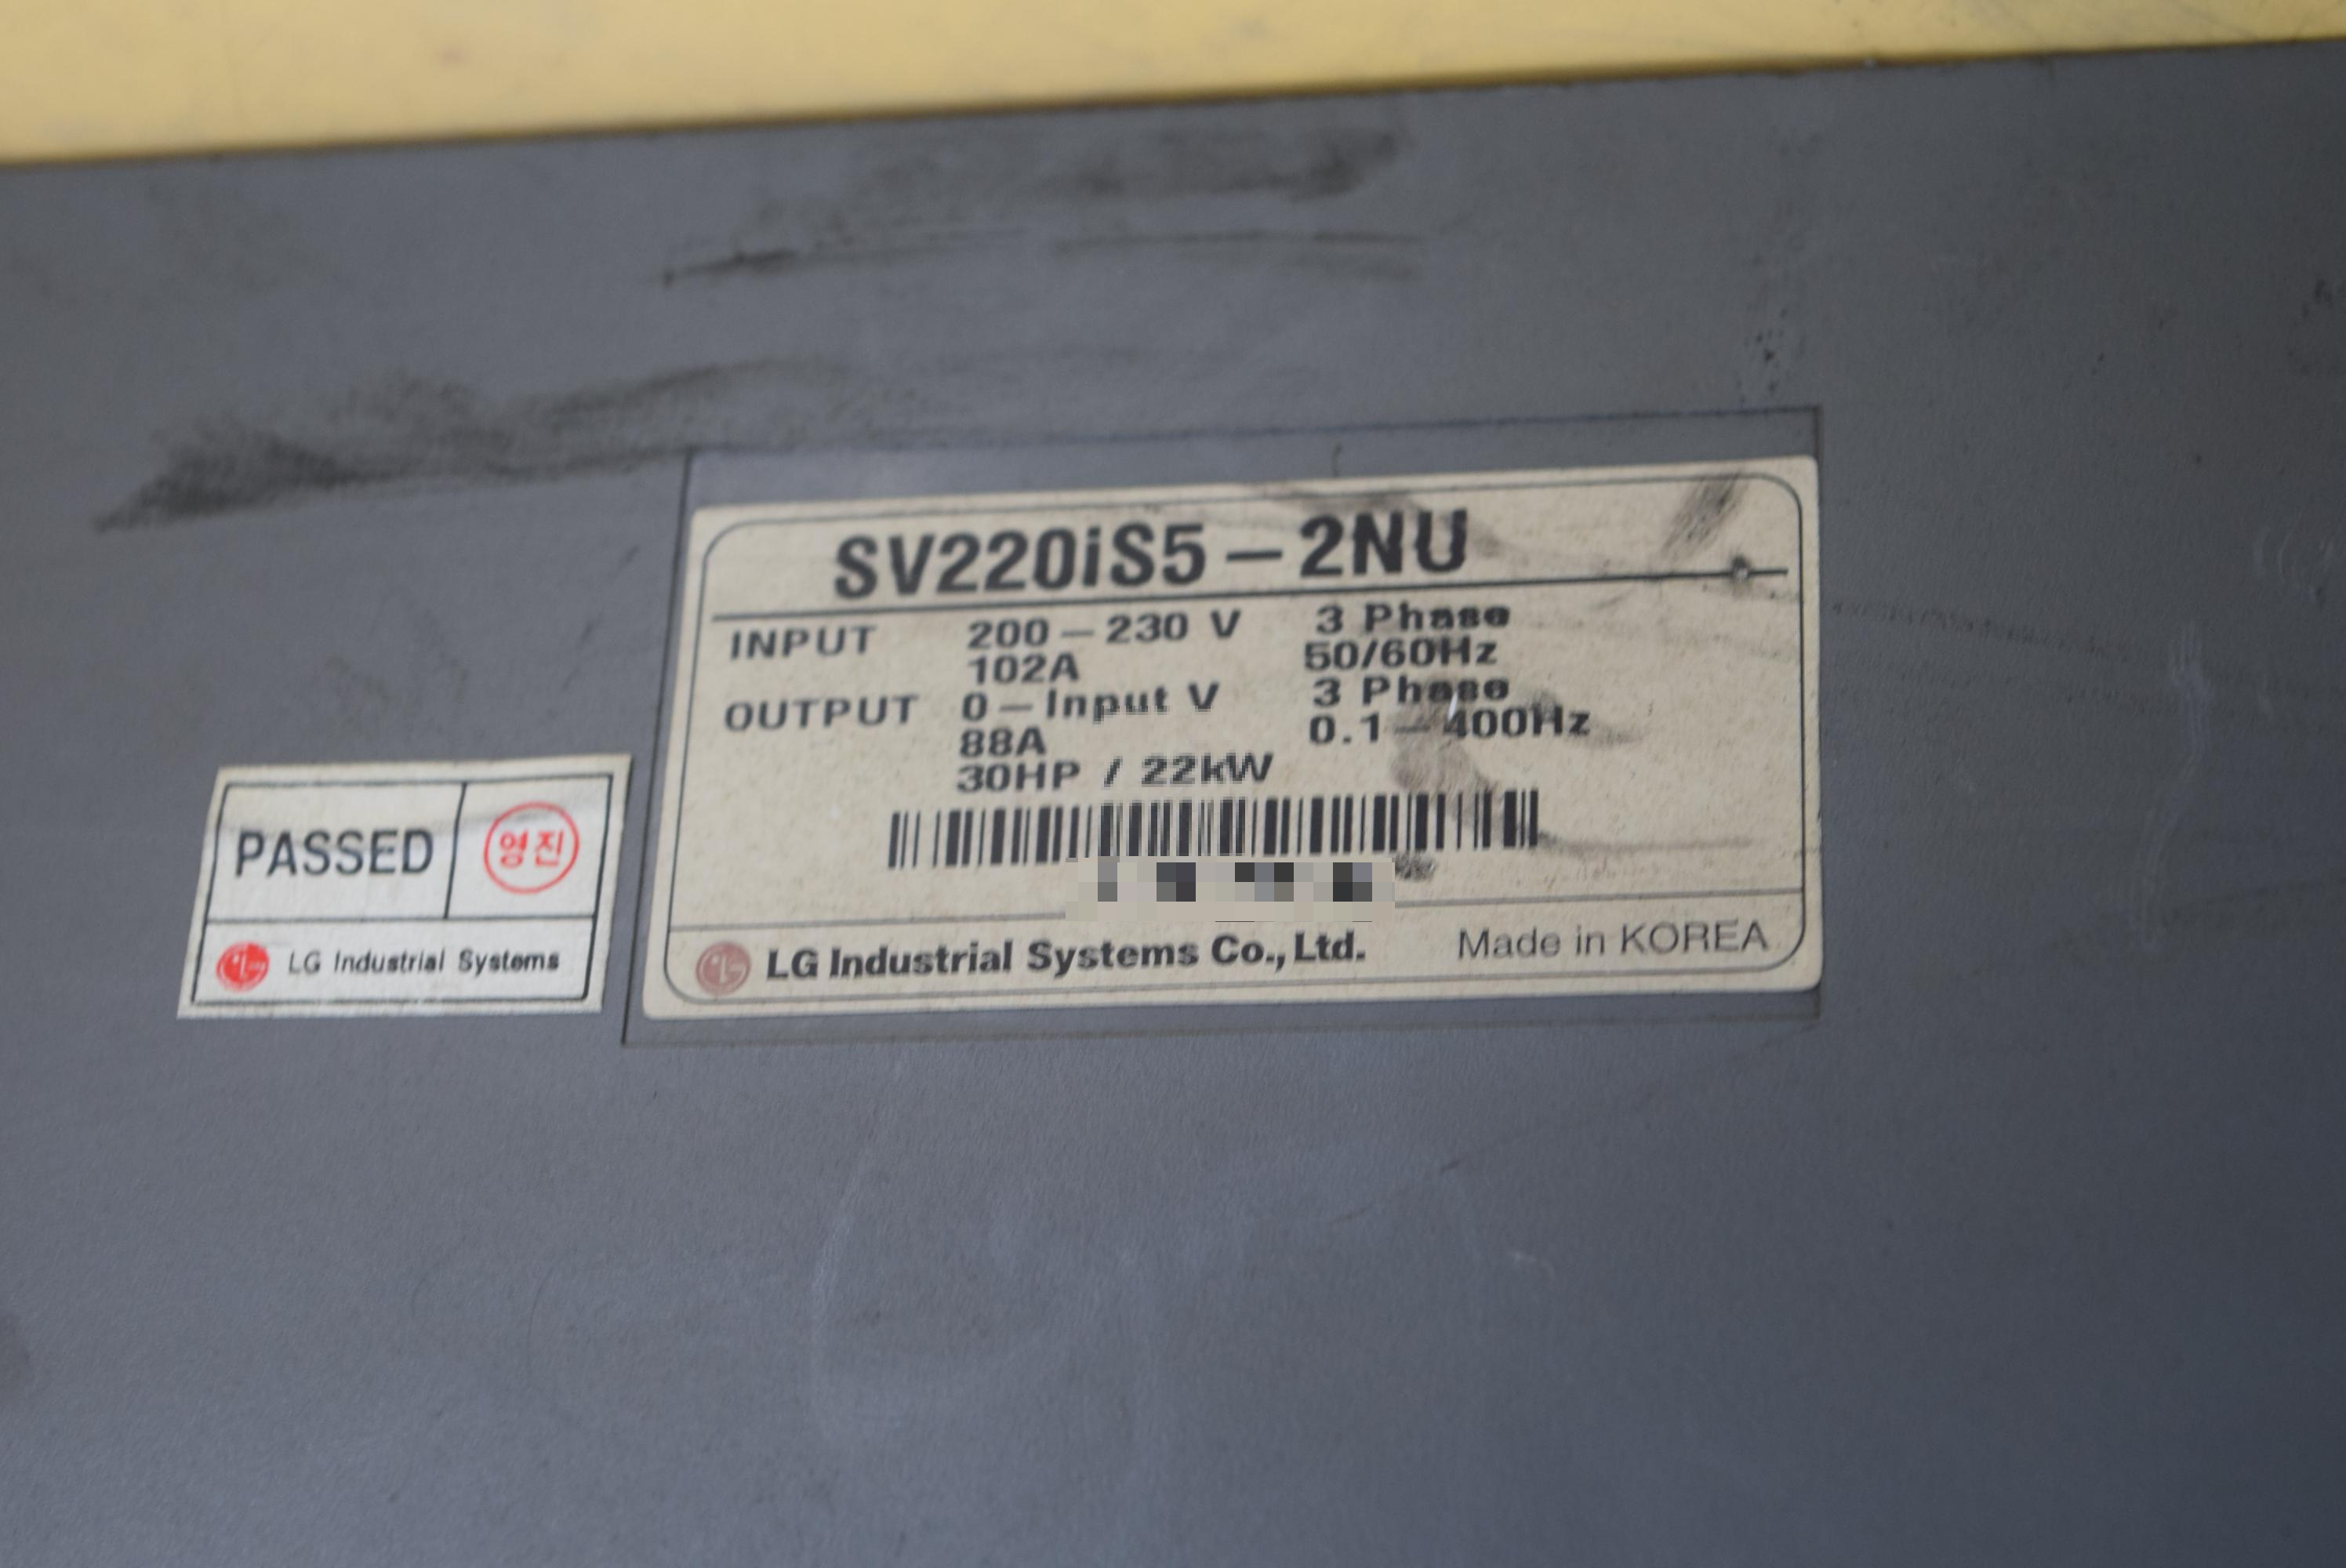 SV220iS5-2NU
INPUT 200-230 V 3 Phase
102A 50/60Hz
OUTPUT 0-Input V 3 Phase
88A 0.1-400Hz
30HP / 22kW
LG Industrial Systems Co., Ltd. Made in KOREA
PASSED 영진
LG Industrial Systems